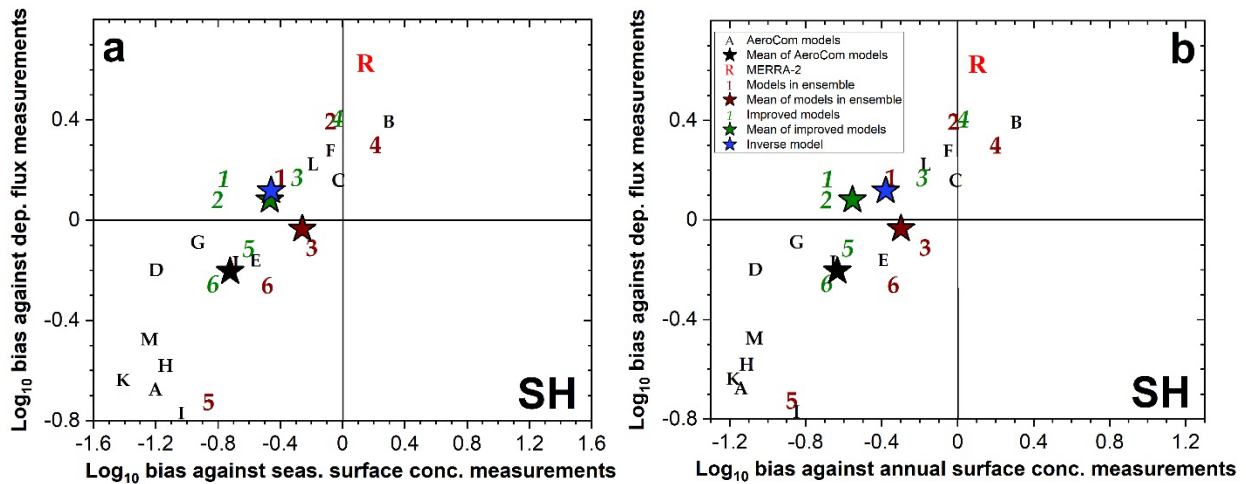 Log10 bias against dep. flux measurements
a
0.4
0
-0.4
-0.8
-1.6
-1.2
-0.8
-0.4
0
0.4
0.8
1.2
1.6
R
2
4
B
4
F
L
1
3
1
C
2
G
5
3
D
E
6
6
M
H
K
A
I
5
SH
Log10 bias against seas. surface conc. measurements
Log10 bias against dep. flux measurements
b
A AeroCom models
Mean of AeroCom models
R MERRA-2
1 Models in ensemble
Mean of models in ensemble
1 Improved models
Mean of improved models
Inverse model
0.4
0
-0.4
-0.8
-1.2
-0.8
-0.4
0
0.4
0.8
1.2
R
2
4
B
4
F
L
1
3
1
C
2
G
5
3
D
E
6
6
M
H
K
A
I
5
SH
Log10 bias against annual surface conc. measurements